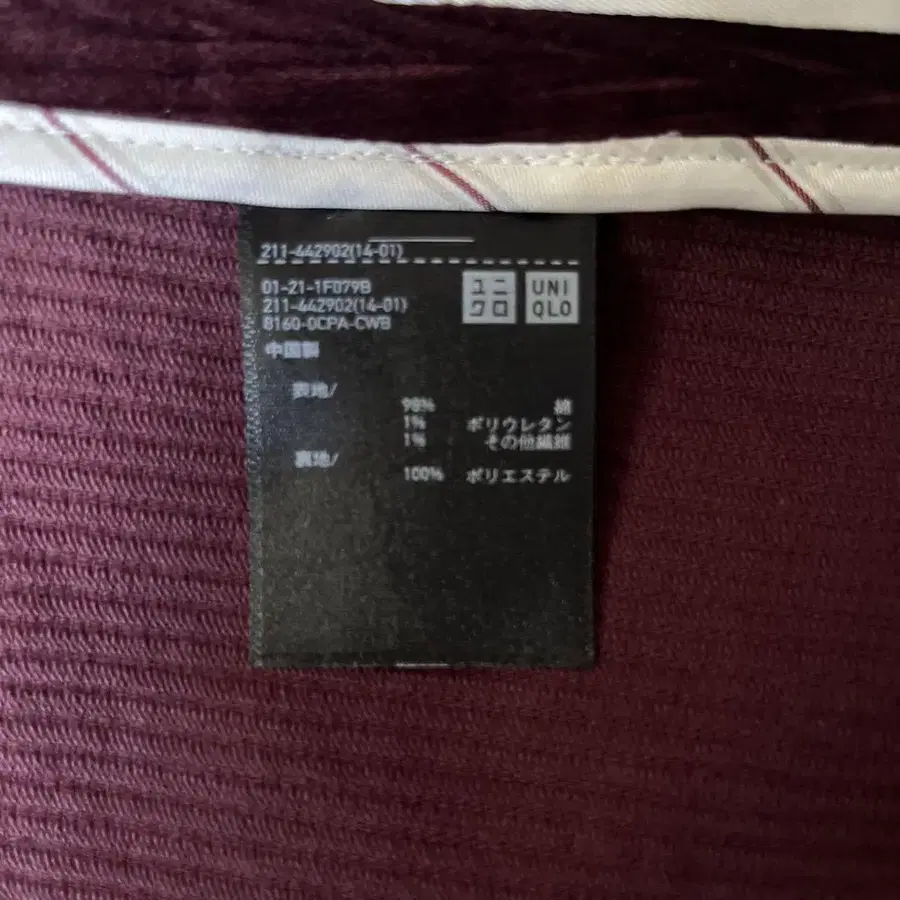 211-442902(14-01)
01-21-1F079B
211-442902(14-01)
8160-0CPA-CWB
ユニクロ
UNIQLO
中国製
表地/
98% 綿
1% ポリウレタン
1% その他繊維
裏地/
100% ポリエステル